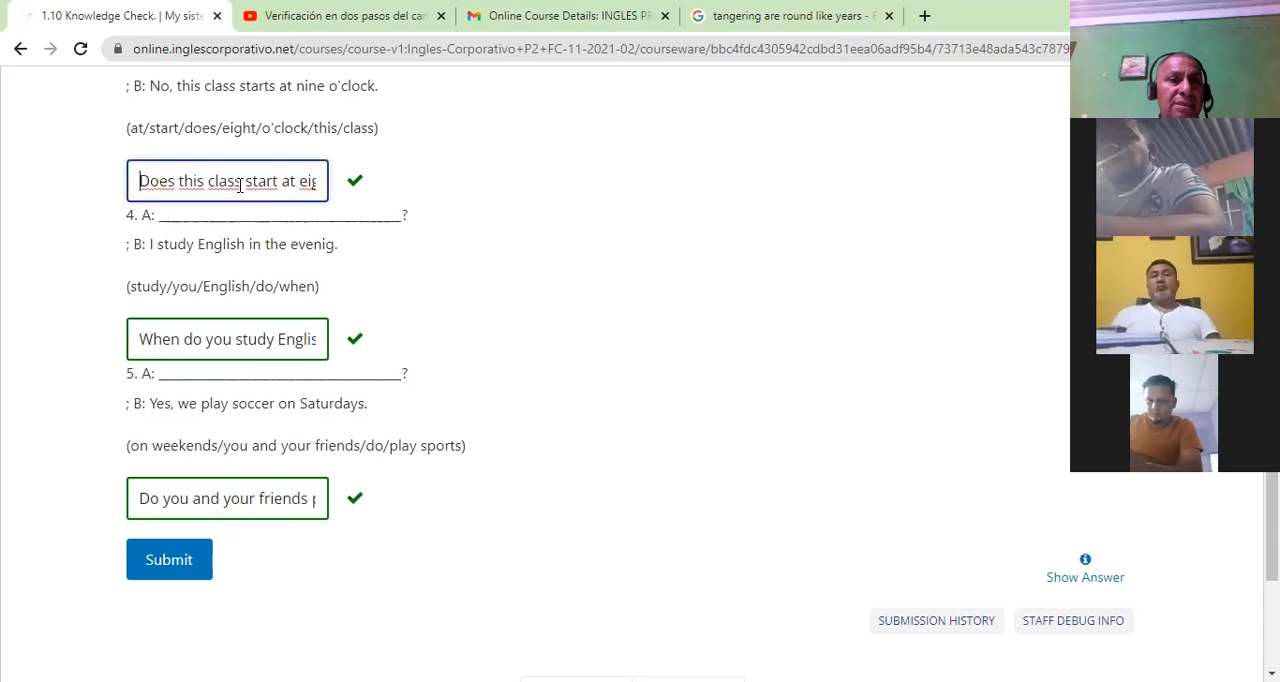 1.10 Knowledge Check. | My siste
Verificación en dos pasos del can
Online Course Details: INGLES PR
tangering are round like years - B
online.inglescorporativo.net/courses/course-v1:Ingles-Corporativo+P2+FC-11-2021-02/courseware/bbc4fdc4305942cdbd31eea06adf95b4/73713e48ada543c7879
; B: No, this class starts at nine o'clock.
(at/start/does/eight/o'clock/this/class)
Does this class start at eig
4. A: ___________________________________?
; B: I study English in the evenig.
(study/you/English/do/when)
When do you study Englis
5. A: ___________________________________?
; B: Yes, we play soccer on Saturdays.
(on weekends/you and your friends/do/play sports)
Do you and your friends p
Submit
Show Answer
SUBMISSION HISTORY
STAFF DEBUG INFO